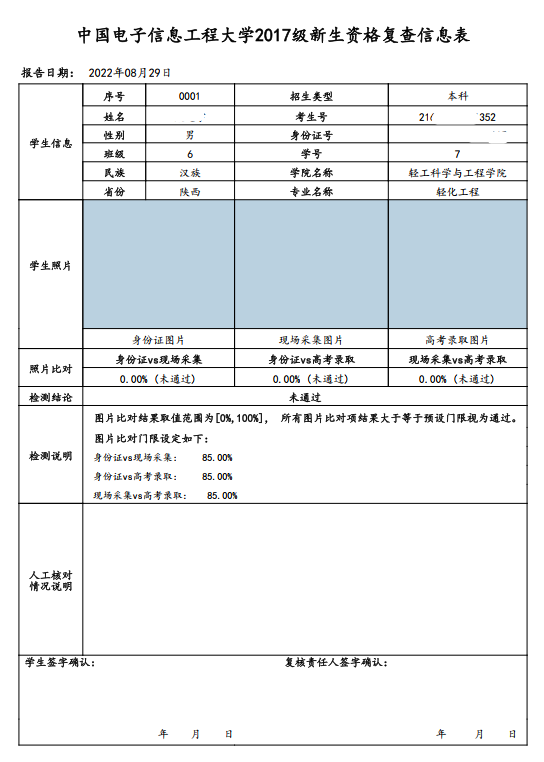 中国电子信息工程大学2017级新生资格复查信息表
报告日期: 2022年08月29日
学生信息 序号 0001 招生类型 本科
姓名 考生号 216 352
性别 男 身份证号
班级 6 学号 7
民族 汉族 学院名称 轻工科学与工程学院
省份 陕西 专业名称 轻化工程
学生照片
身份证图片 现场采集图片 高考录取图片
照片比对 身份证vs现场采集 身份证vs高考录取 现场采集vs高考录取
0.00% (未通过) 0.00% (未通过) 0.00% (未通过)
检测结论 未通过
检测说明
图片比对结果取值范围为[0%,100%], 所有图片比对项结果大于等于预设门限视为通过。
图片比对门限设定如下:
身份证vs现场采集: 85.00%
身份证vs高考录取: 85.00%
现场采集vs高考录取: 85.00%
人工核对
情况说明
学生签字确认: 复核责任人签字确认:
年 月 日 年 月 日